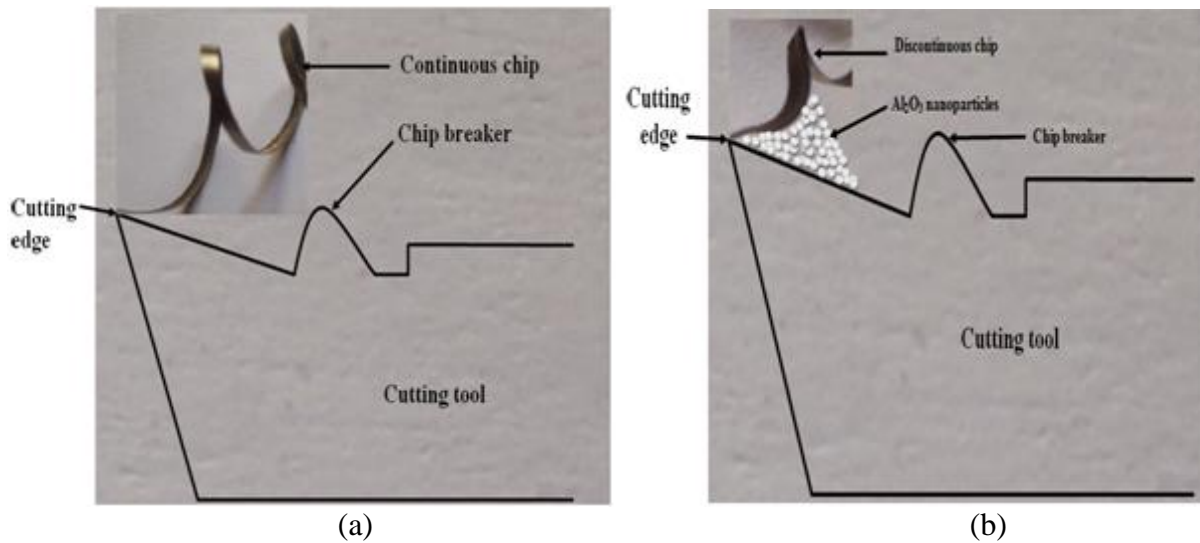 Continuous chip
Chip breaker
Cutting
edge
Cutting tool
(a)
Discontinuous chip
Cutting
edge
Al₂O₃ nanoparticles
Chip breaker
Cutting tool
(b)